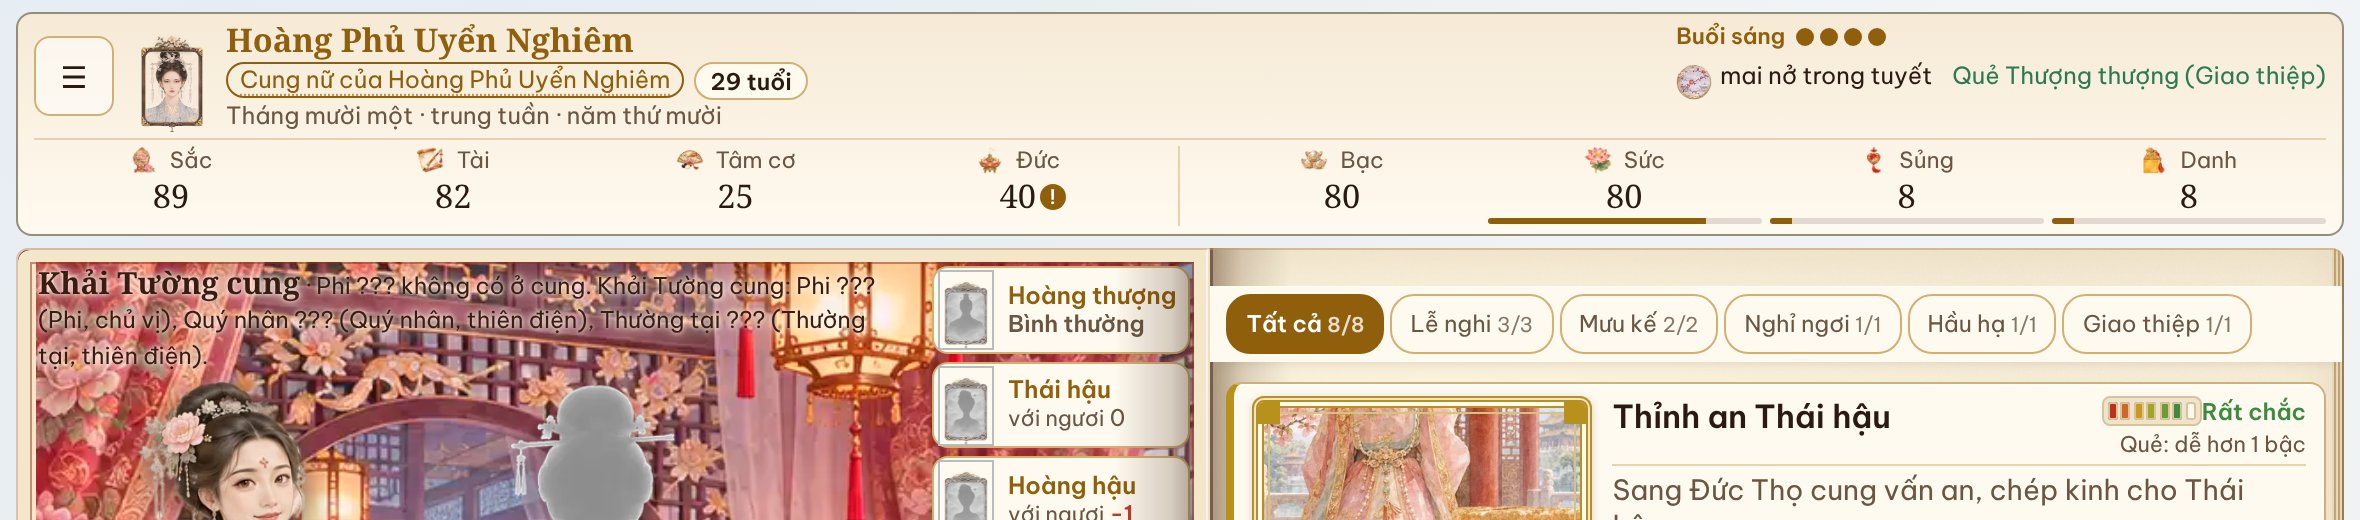 ☰
Hoàng Phủ Uyển Nghiêm
Cung nữ của Hoàng Phủ Uyển Nghiêm
29 tuổi
Tháng mười một · trung tuần · năm thứ mười
Buổi sáng
mai nở trong tuyết
Quẻ Thượng thượng (Giao thiệp)
Sắc
89
Tài
82
Tâm cơ
25
Đức
40 !
Bạc
80
Sức
80
Sủng
8
Danh
8
Khải Tường cung · Phi ??? không có ở cung. Khải Tường cung: Phi ???
(Phi, chủ vị), Quý nhân ??? (Quý nhân, thiên điện), Thường tại ??? (Thường
tại, thiên điện).
Hoàng thượng
Bình thường
Thái hậu
với ngươi 0
Hoàng hậu
với ngươi -1
Tất cả 8/8
Lễ nghi 3/3
Mưu kế 2/2
Nghỉ ngơi 1/1
Hầu hạ 1/1
Giao thiệp 1/1
Thỉnh an Thái hậu
Rất chắc
Quẻ: dễ hơn 1 bậc
Sang Đức Thọ cung vấn an, chép kinh cho Thái